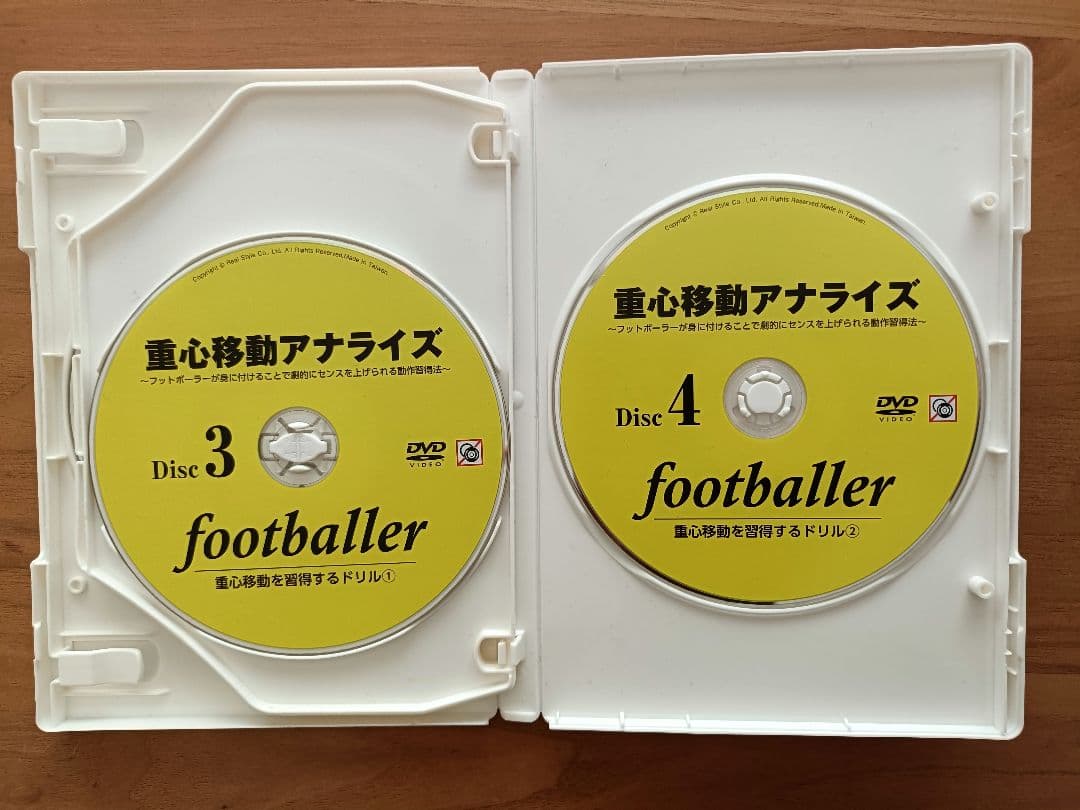 Copyright © Real Style Co., Ltd. All Rights Reserved.Made in Taiwan.
重心移動アナライズ
〜フットボーラーが身に付けることで劇的にセンスを上げられる動作習得法〜
Disc 3
DVD
VIDEO
footballer
重心移動を習得するドリル①
Copyright © Real Style Co., Ltd. All Rights Reserved.Made in Taiwan.
重心移動アナライズ
〜フットボーラーが身に付けることで劇的にセンスを上げられる動作習得法〜
Disc 4
DVD
VIDEO
footballer
重心移動を習得するドリル②